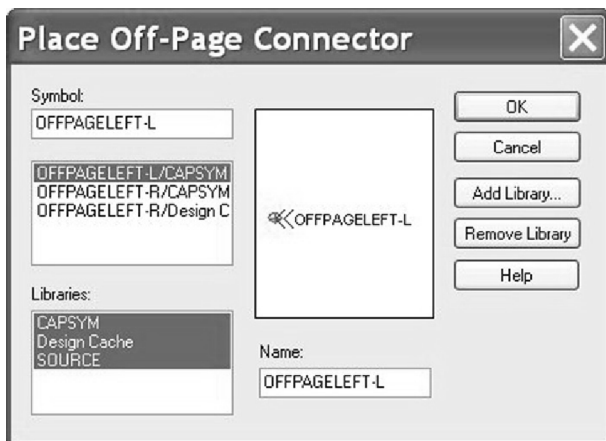 Place Off-Page Connector
Symbol:
OFFPAGELEFT-L
OFFPAGELEFT-L/CAPSYM
OFFPAGELEFT-R/CAPSYM
OFFPAGELEFT-R/Design C
Libraries:
CAPSYM
Design Cache
SOURCE
OFFPAGELEFT-L
Name:
OFFPAGELEFT-L
OK
Cancel
Add Library...
Remove Library
Help